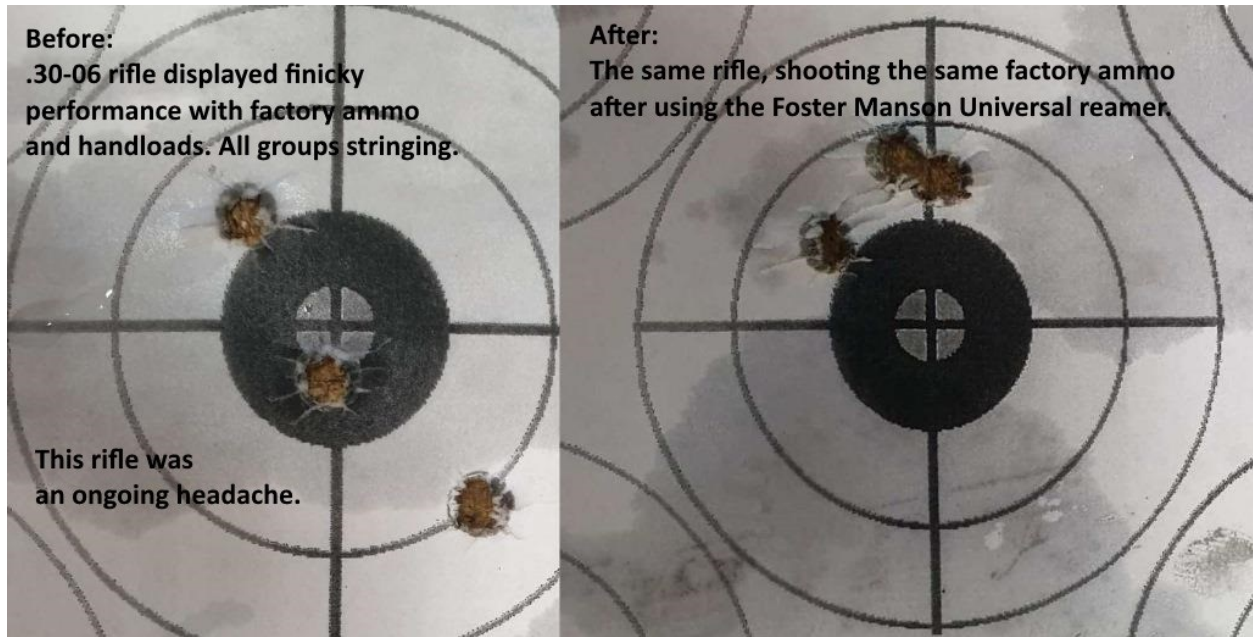 Before:
.30-06 rifle displayed finicky
performance with factory ammo
and handloads. All groups stringing.
This rifle was
an ongoing headache.
After:
The same rifle, shooting the same factory ammo
after using the Foster Manson Universal reamer.